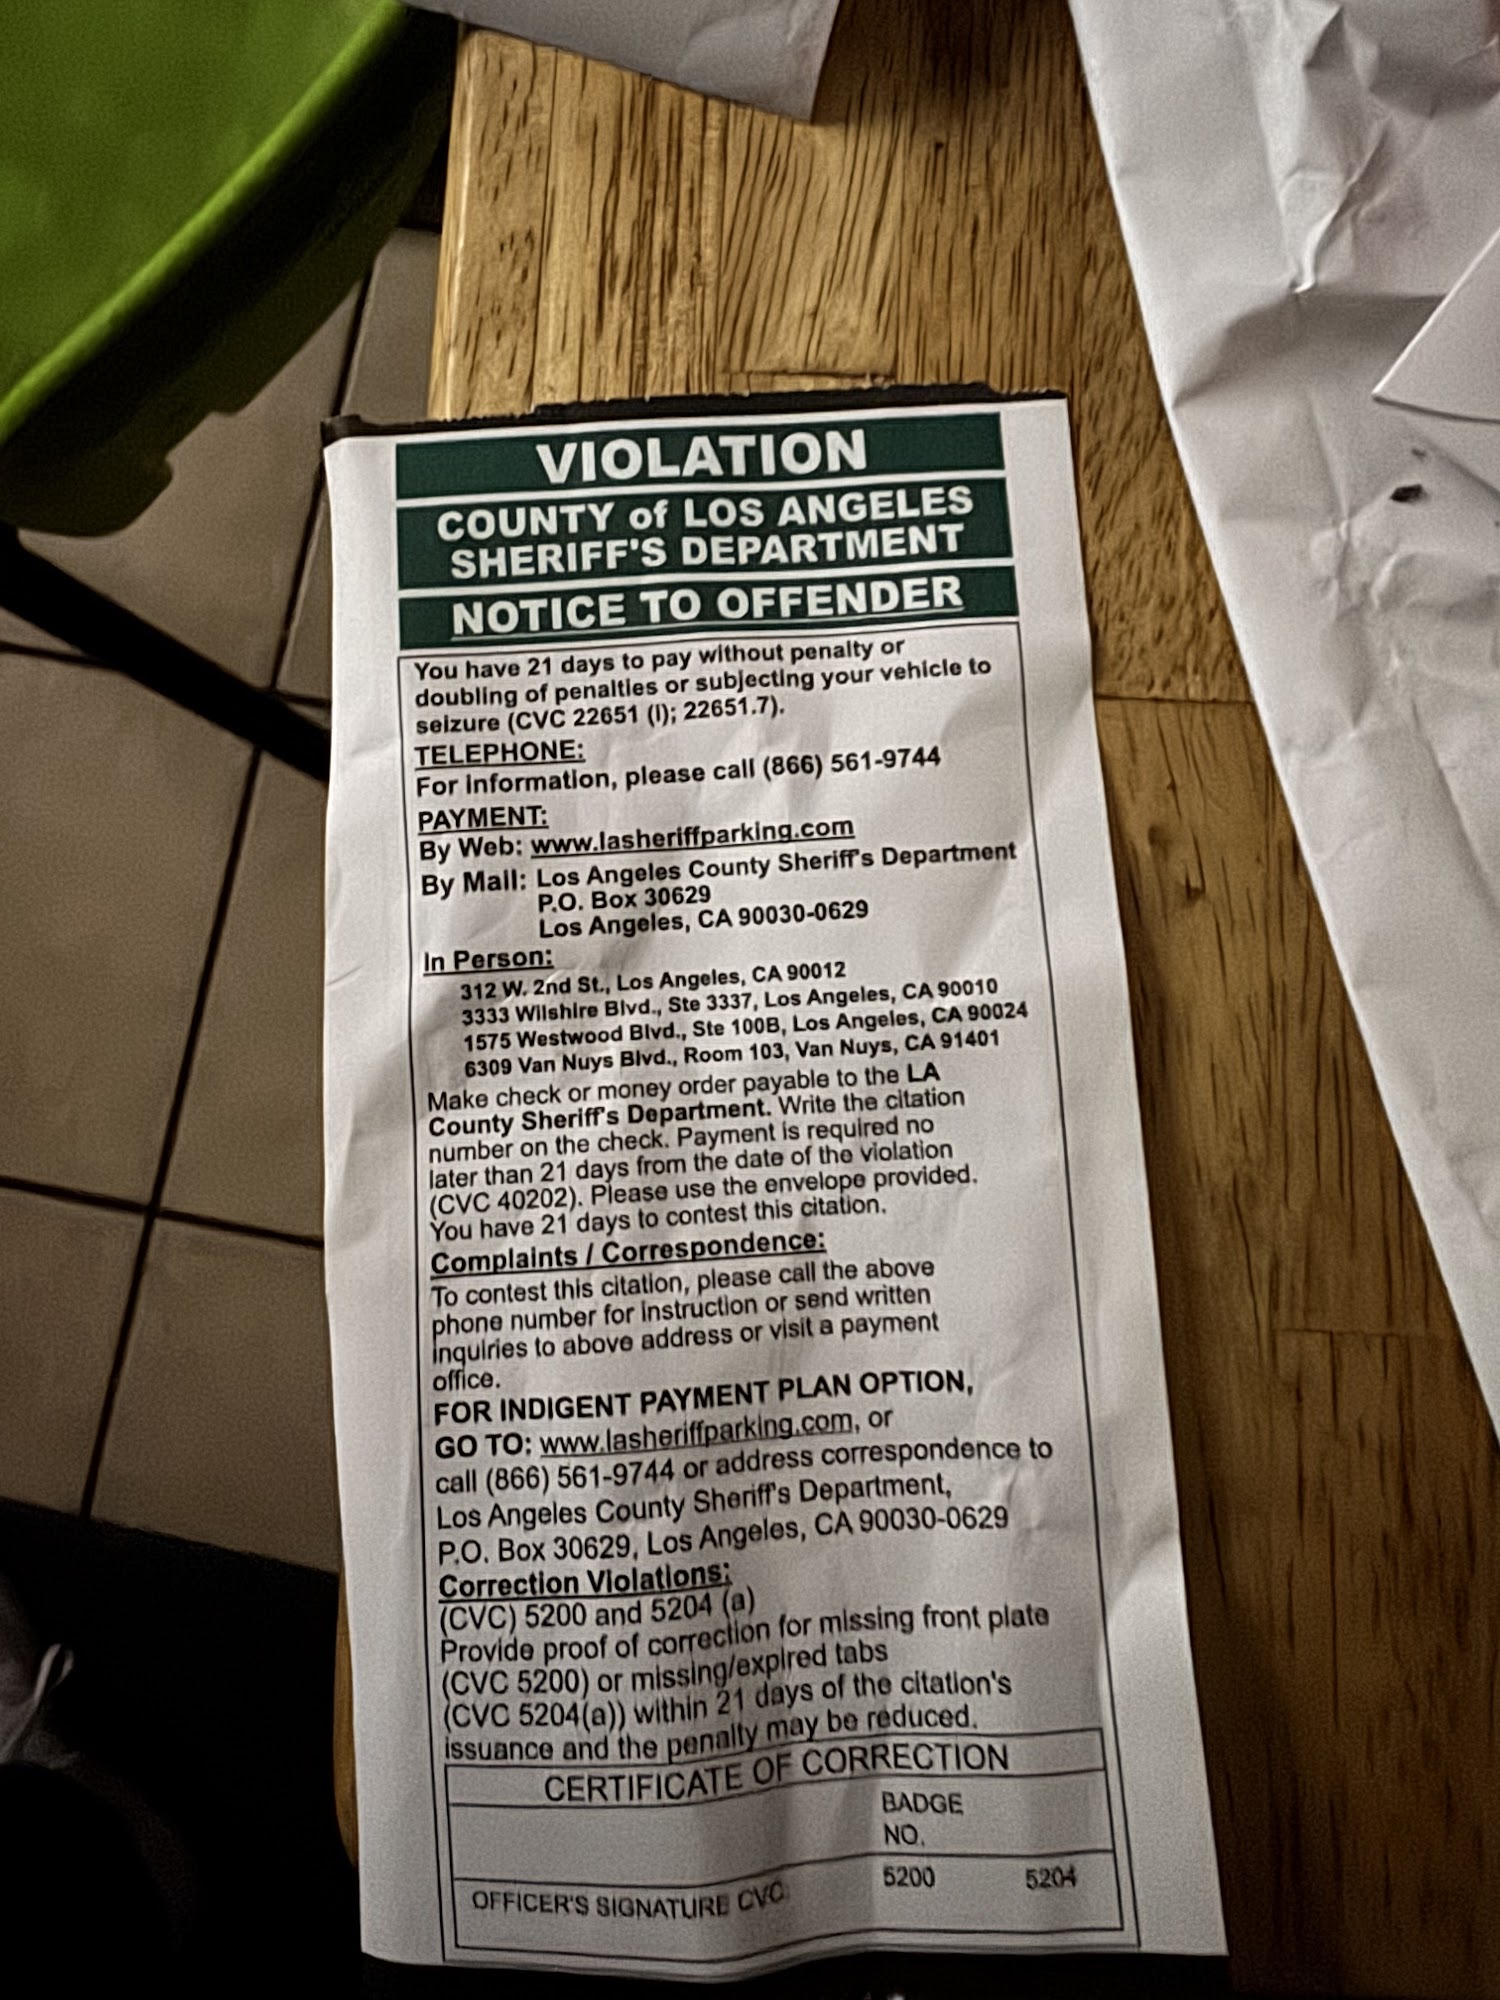 VIOLATION
COUNTY of LOS ANGELES
SHERIFF'S DEPARTMENT
NOTICE TO OFFENDER
You have 21 days to pay without penalty or
doubling of penalties or subjecting your vehicle to
seizure (CVC 22651 (I); 22651.7).
TELEPHONE:
For information, please call (866) 561-9744
PAYMENT:
By Web: www.lasheriffparking.com
By Mail: Los Angeles County Sheriff's Department
P.O. Box 30629
Los Angeles, CA 90030-0629
In Person:
312 W. 2nd St., Los Angeles, CA 90012
3333 Wilshire Blvd., Ste 3337, Los Angeles, CA 90010
1575 Westwood Blvd., Ste 100B, Los Angeles, CA 90024
6309 Van Nuys Blvd., Room 103, Van Nuys, CA 91401
Make check or money order payable to the LA
County Sheriff's Department. Write the citation
number on the check. Payment is required no
later than 21 days from the date of the violation
(CVC 40202). Please use the envelope provided.
You have 21 days to contest this citation.
Complaints / Correspondence:
To contest this citation, please call the above
phone number for instruction or send written
inquiries to above address or visit a payment
office.
FOR INDIGENT PAYMENT PLAN OPTION,
GO TO: www.lasheriffparking.com, or
call (866) 561-9744 or address correspondence to
Los Angeles County Sheriff's Department,
P.O. Box 30629, Los Angeles, CA 90030-0629
Correction Violations:
(CVC) 5200 and 5204 (a)
Provide proof of correction for missing front plate
(CVC 5200) or missing/expired tabs
(CVC 5204(a)) within 21 days of the citation's
issuance and the penalty may be reduced.
CERTIFICATE OF CORRECTION
BADGE
NO.
OFFICER'S SIGNATURE CVC 5200 5204